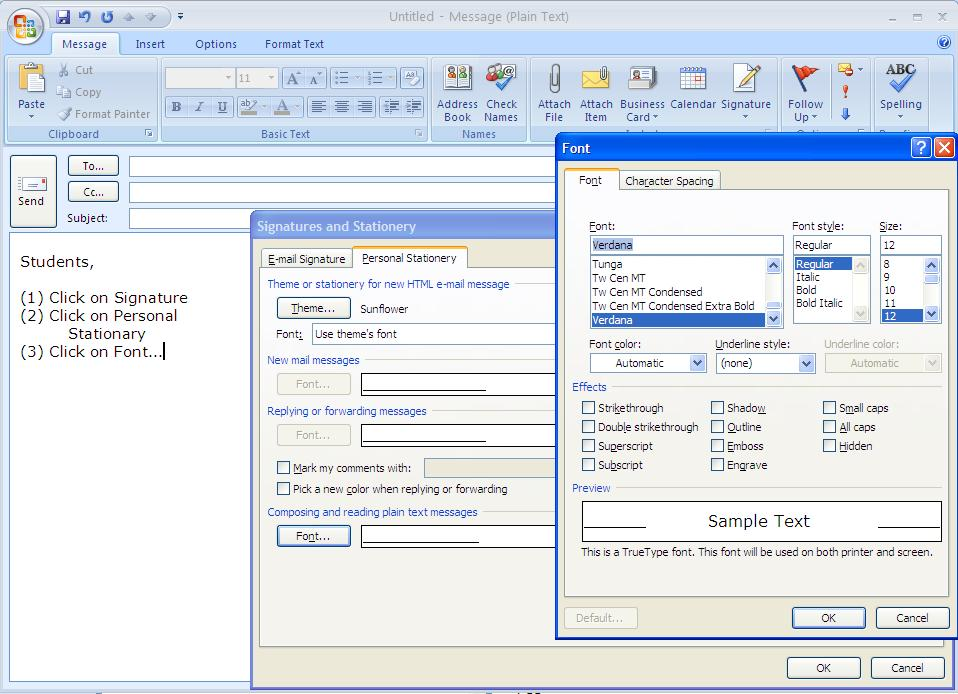 Untitled - Message (Plain Text)
Message Insert Options Format Text
Paste
Cut
Copy
Format Painter
Clipboard
11
A A
B I U ab A
Basic Text
Address Book
Check Names
Names
Attach File
Attach Item
Business Card
Calendar
Signature
Follow Up
ABC
Spelling
Send
To...
Cc...
Subject:
Students,
(1) Click on Signature
(2) Click on Personal
Stationary
(3) Click on Font...
Signatures and Stationery
E-mail Signature Personal Stationery
Theme or stationery for new HTML e-mail message
Theme... Sunflower
Font: Use theme's font
New mail messages
Font...
Replying or forwarding messages
Font...
Mark my comments with:
Pick a new color when replying or forwarding
Composing and reading plain text messages
Font...
OK Cancel
Font
?
Font Character Spacing
Font: Font style: Size:
Verdana Regular 12
Tunga
Tw Cen MT
Tw Cen MT Condensed
Tw Cen MT Condensed Extra Bold
Verdana
Regular
Italic
Bold
Bold Italic
8
9
10
11
12
Font color: Underline style: Underline color:
Automatic (none) Automatic
Effects
Strikethrough Shadow Small caps
Double strikethrough Outline All caps
Superscript Emboss Hidden
Subscript Engrave
Preview
Sample Text
This is a TrueType font. This font will be used on both printer and screen.
Default... OK Cancel